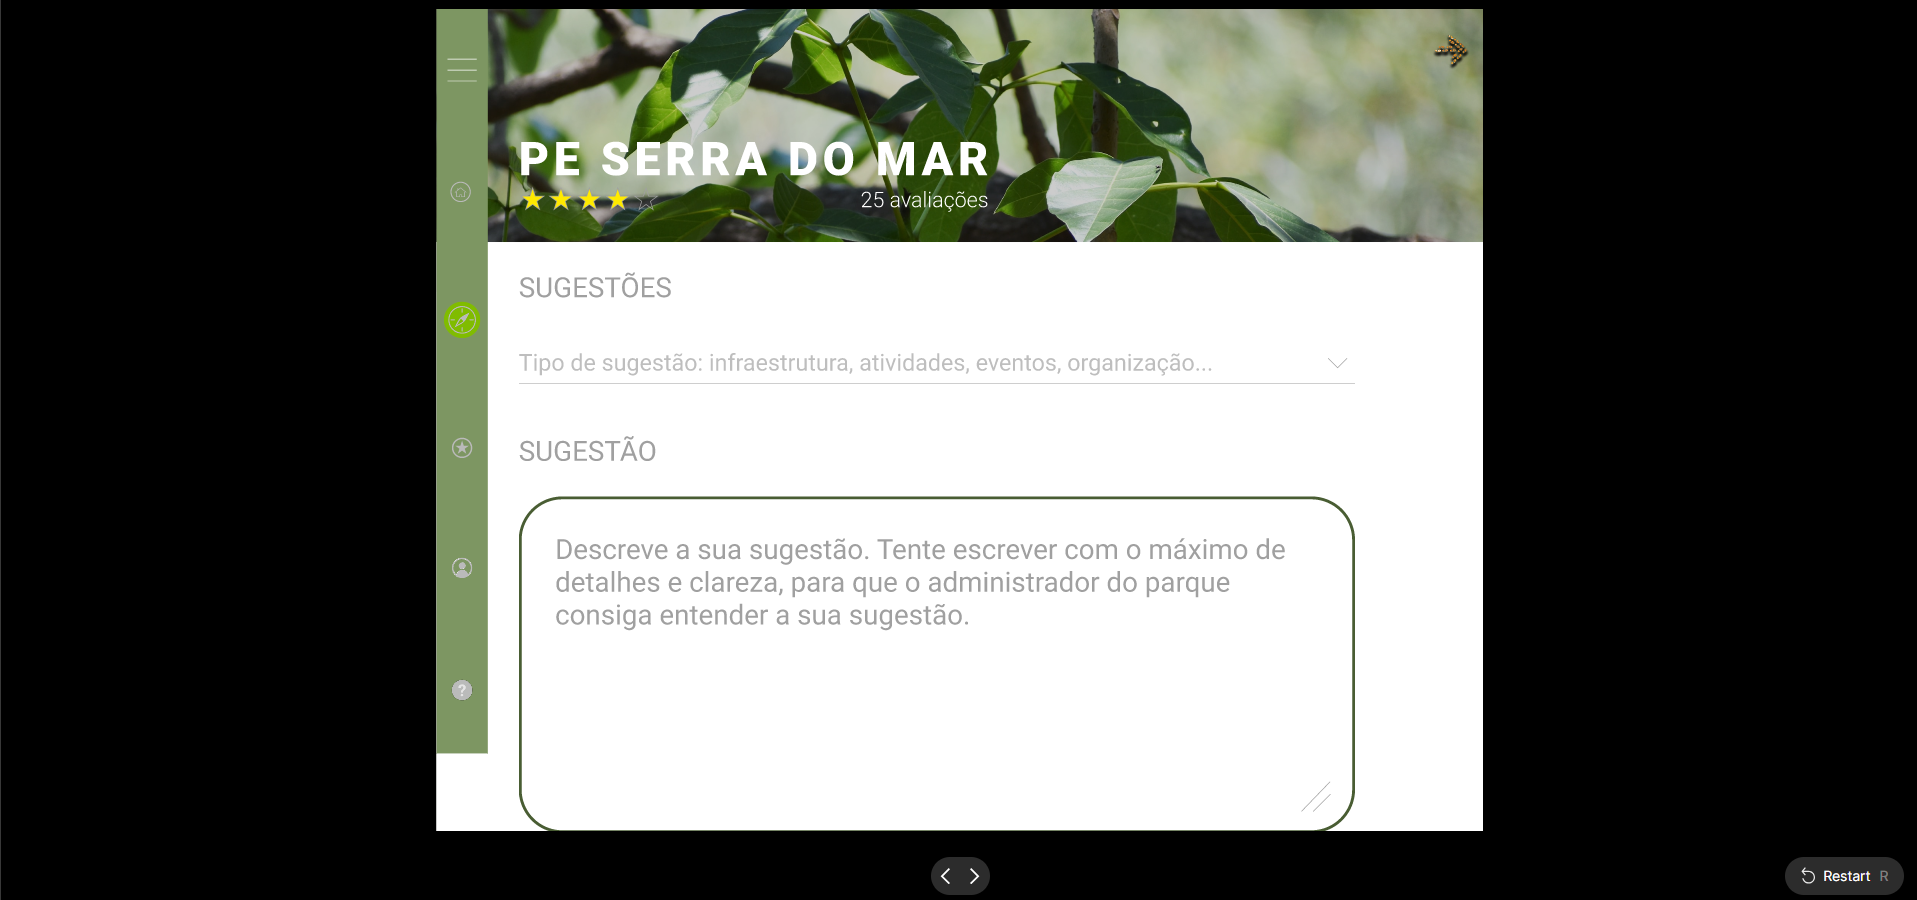 PE SERRA DO MAR
25 avaliações
SUGESTÕES
Tipo de sugestão: infraestrutura, atividades, eventos, organização...
SUGESTÃO
Descreve a sua sugestão. Tente escrever com o máximo de
detalhes e clareza, para que o administrador do parque
consiga entender a sua sugestão.
?
Restart R